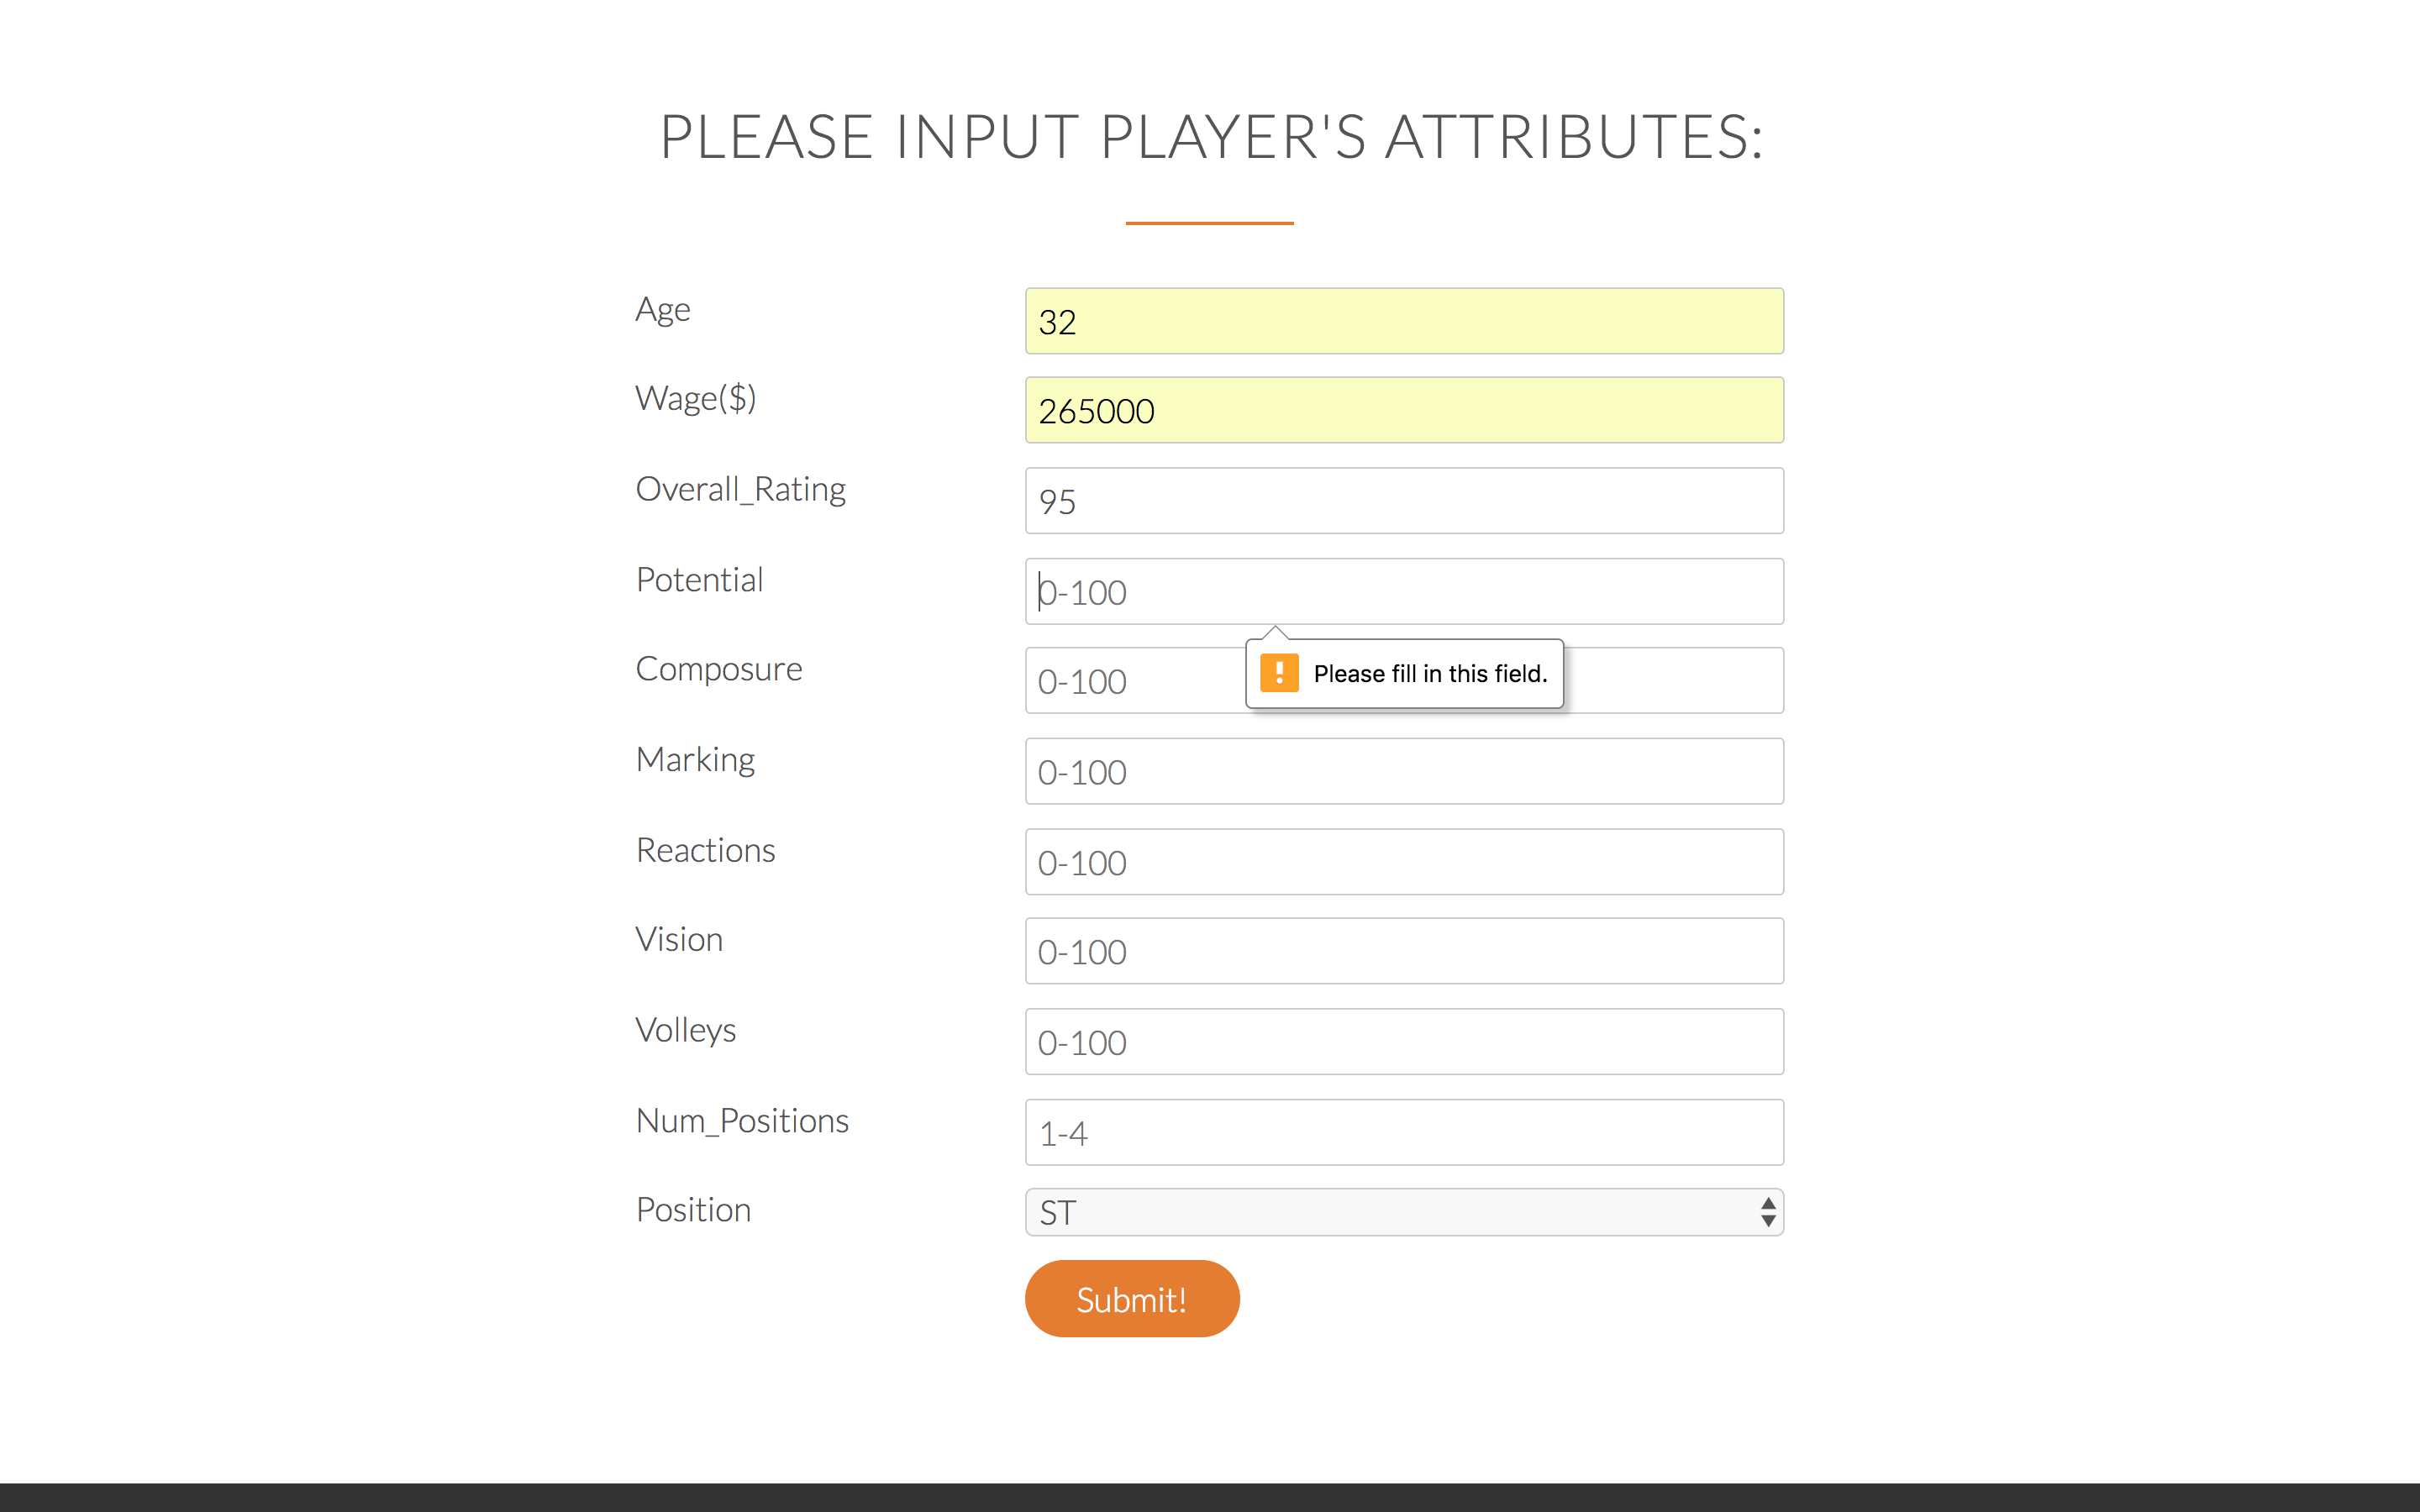 PLEASE INPUT PLAYER'S ATTRIBUTES:
Age
32
Wage($)
265000
Overall_Rating
95
Potential
0-100
Please fill in this field.
Composure
0-100
Marking
0-100
Reactions
0-100
Vision
0-100
Volleys
0-100
Num_Positions
1-4
Position
ST
Submit!